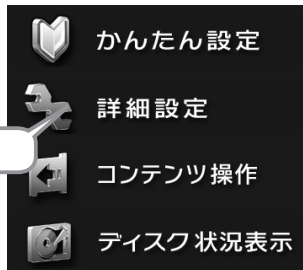 かんたん設定
詳細設定
コンテンツ操作
ディスク状況表示